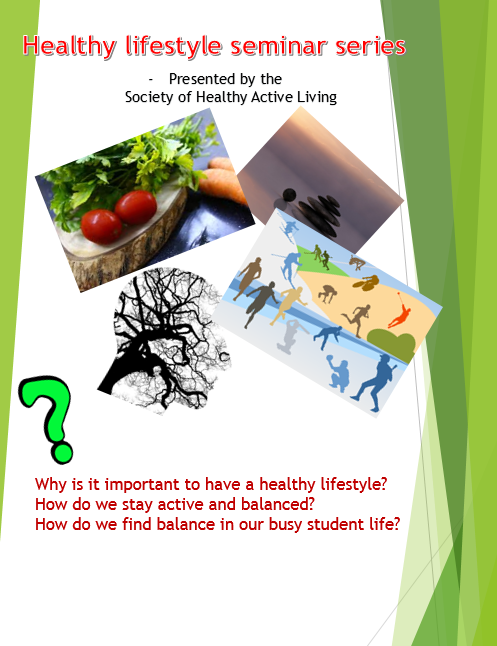 Healthy lifestyle seminar series
- Presented by the
Society of Healthy Active Living
?
Why is it important to have a healthy lifestyle?
How do we stay active and balanced?
How do we find balance in our busy student life?